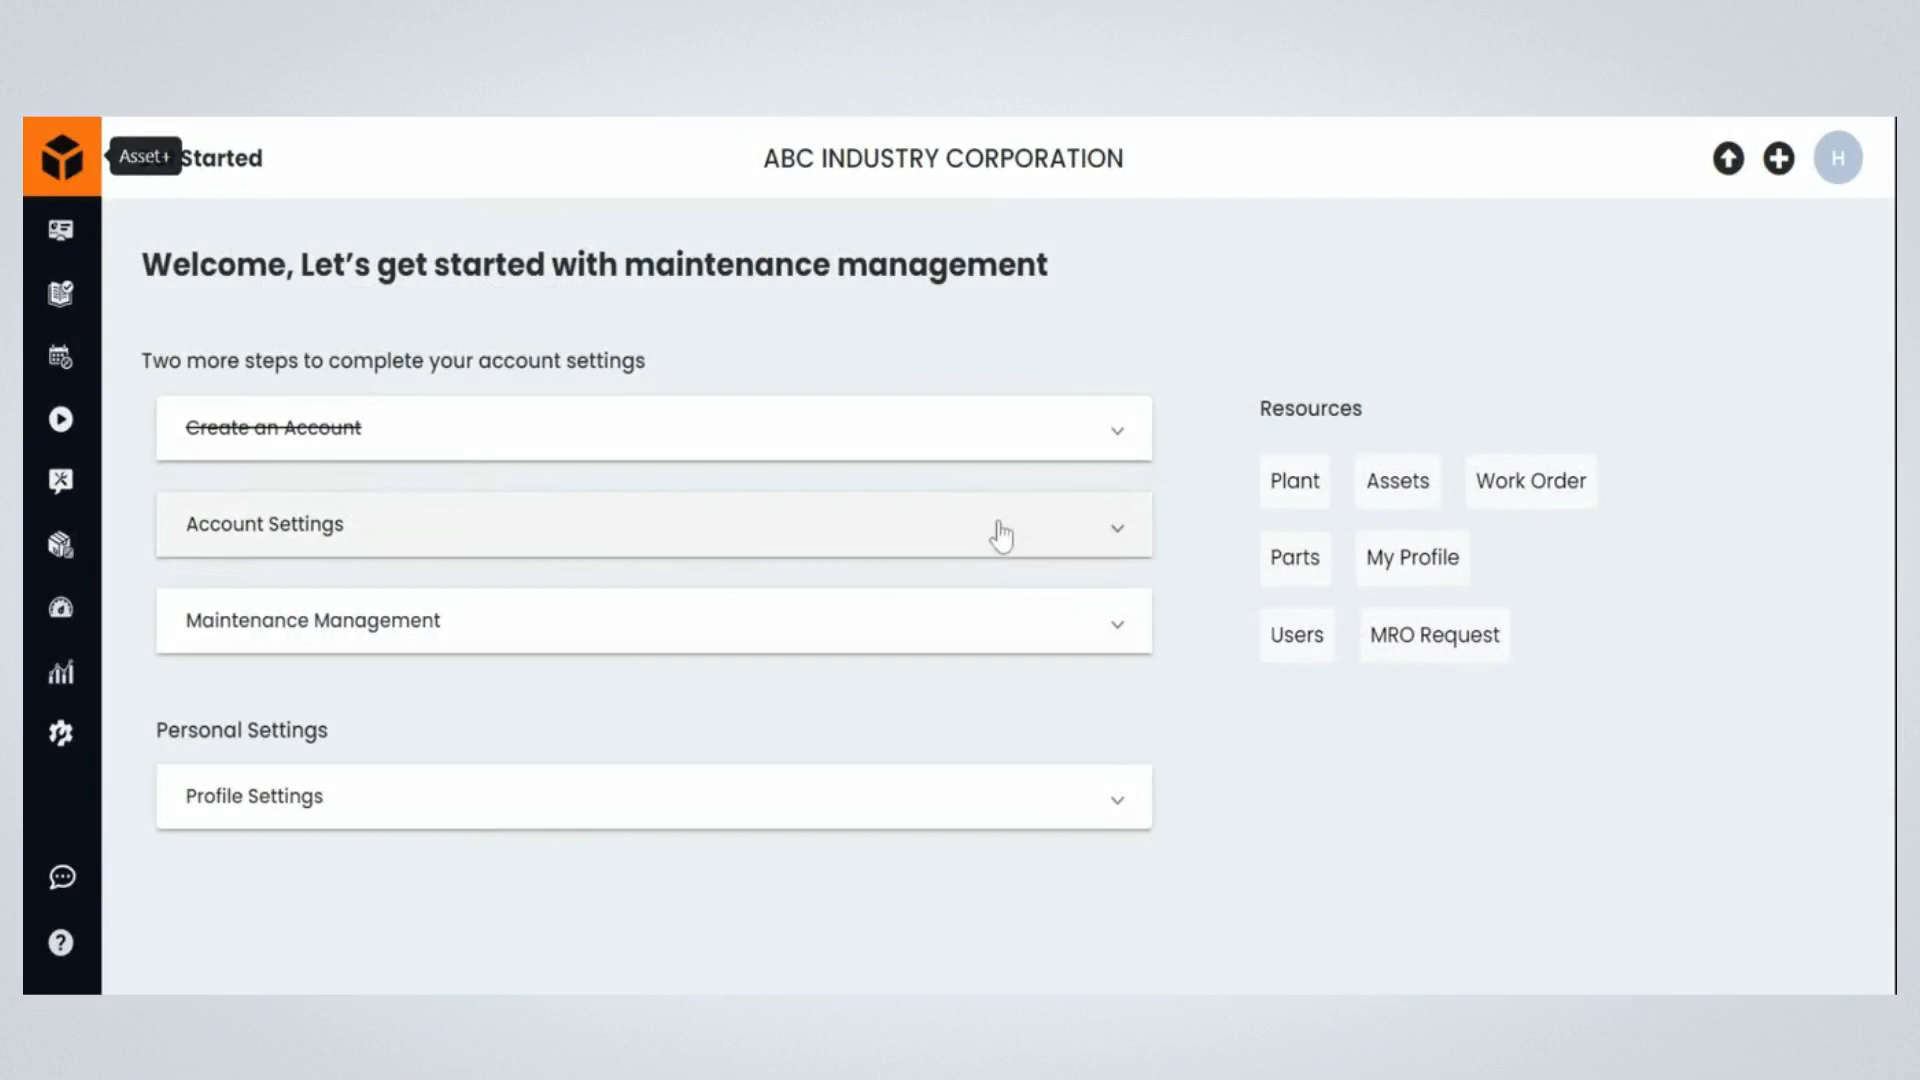 Asset+
Started
ABC INDUSTRY CORPORATION
H
Welcome, Let's get started with maintenance management
Two more steps to complete your account settings
Create an Account
Account Settings
Maintenance Management
Personal Settings
Profile Settings
Resources
Plant
Assets
Work Order
Parts
My Profile
Users
MRO Request